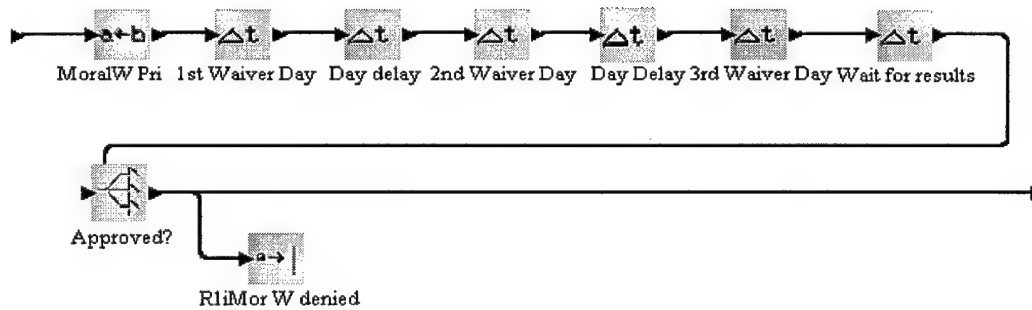 a←b Δt Δt Δt Δt Δt Δt
MoralW Pri 1st Waiver Day Day delay 2nd Waiver Day Day Delay 3rd Waiver Day Wait for results
Approved?
a→|
R1iMor W denied